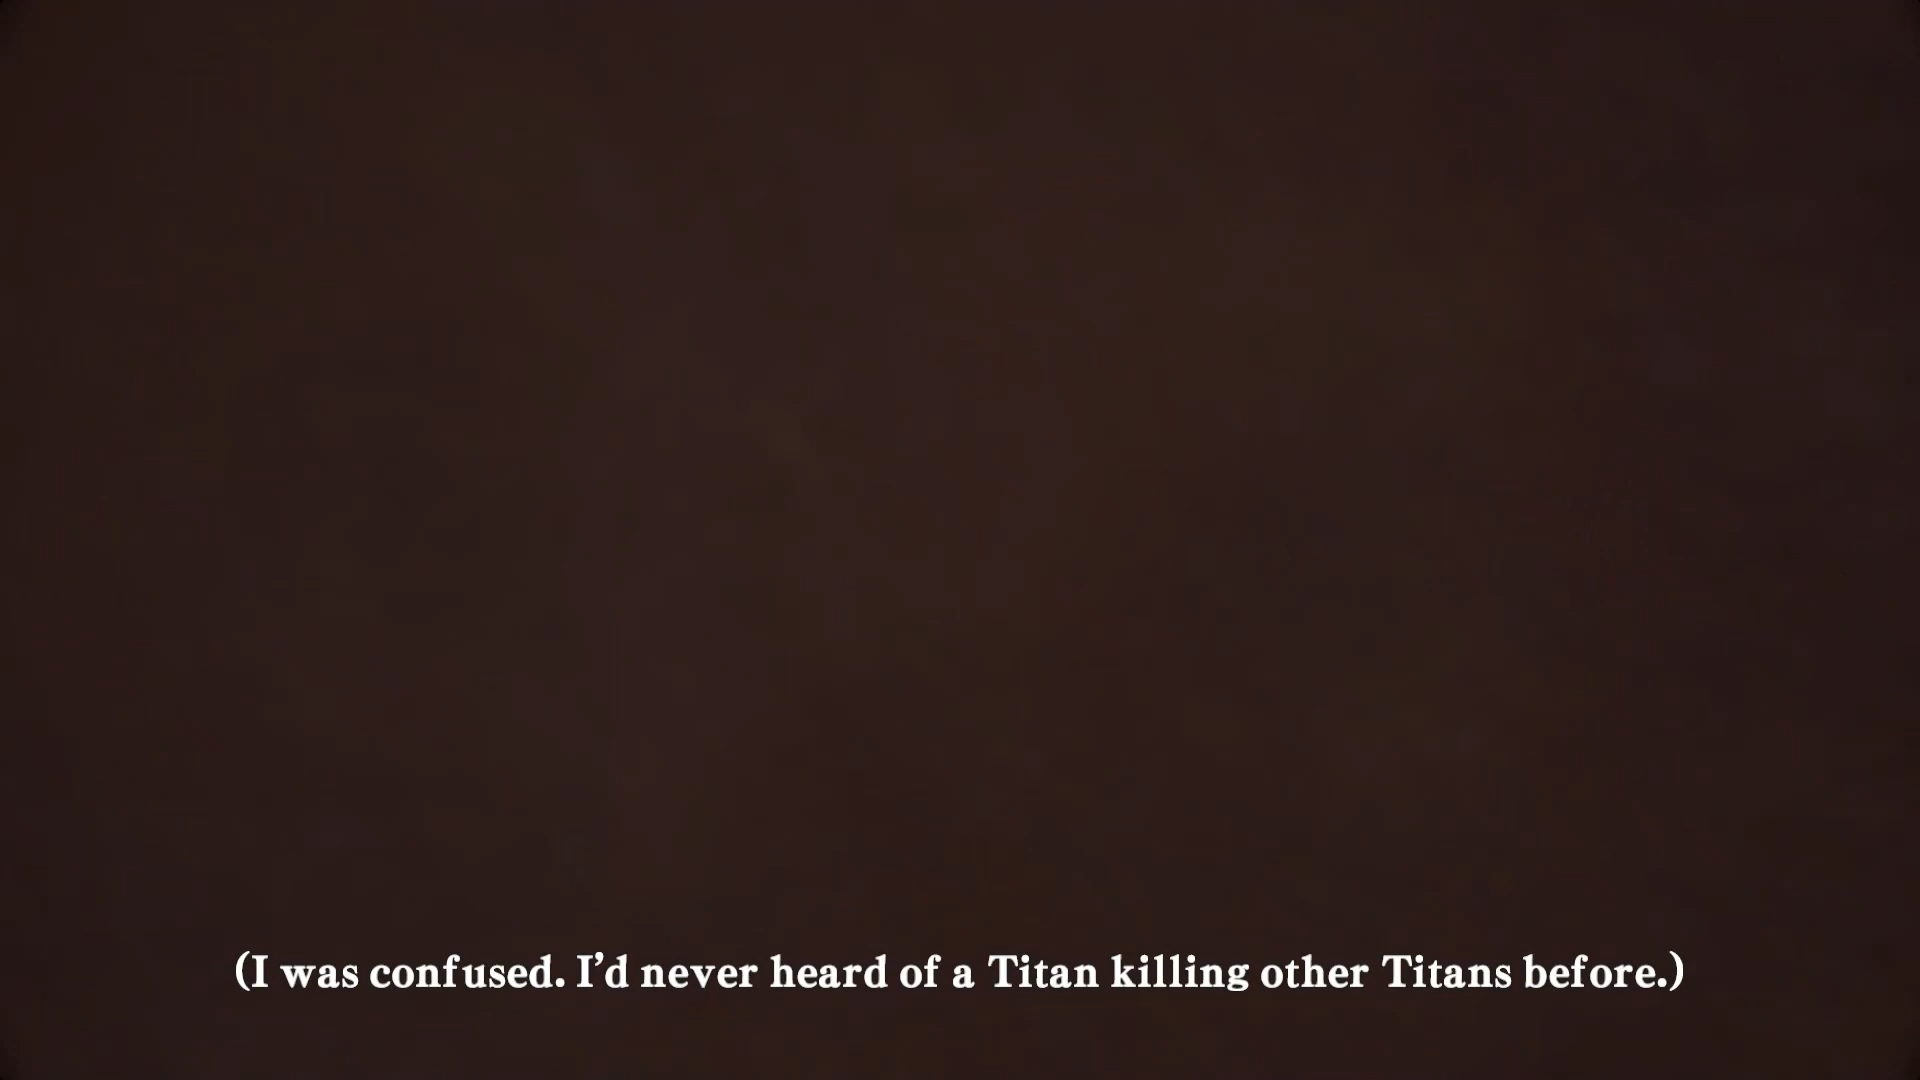 (I was confused. I’d never heard of a Titan killing other Titans before.)